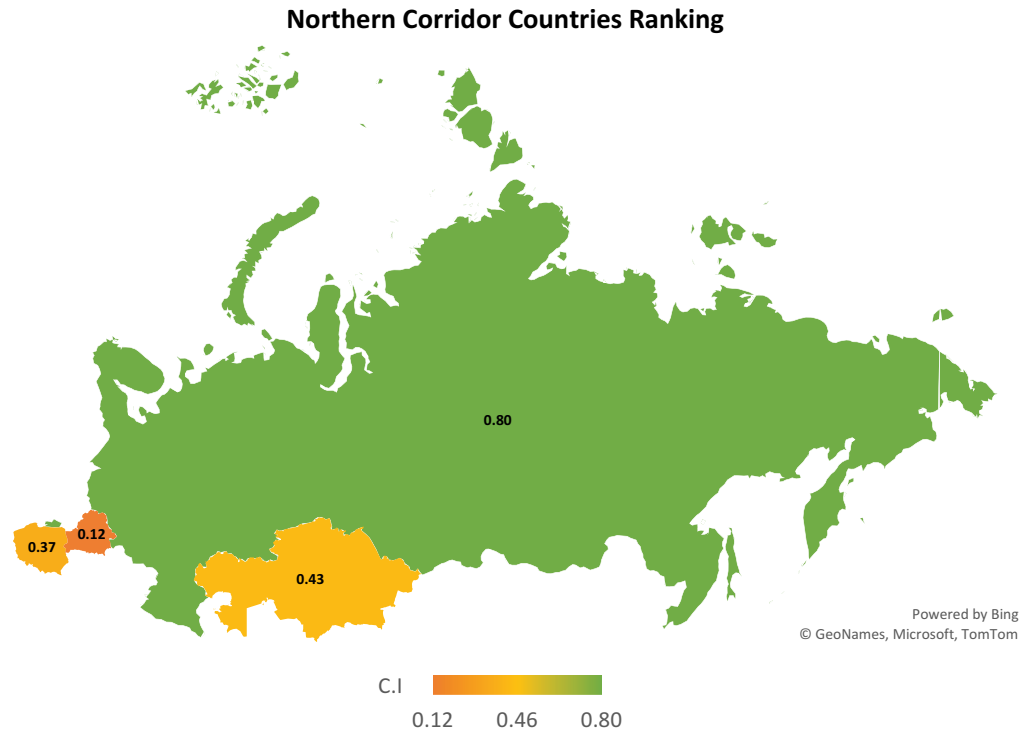 Northern Corridor Countries Ranking
0.80
0.12
0.37
0.43
Powered by Bing
© GeoNames, Microsoft, TomTom
C.I
0.12 0.46 0.80